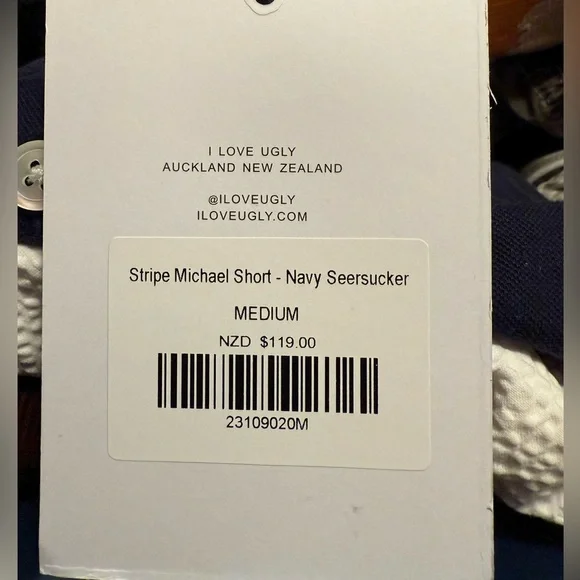 I LOVE UGLY
AUCKLAND NEW ZEALAND
@ILOVEUGLY
ILOVEUGLY.COM
Stripe Michael Short - Navy Seersucker
MEDIUM
NZD $119.00
23109020M